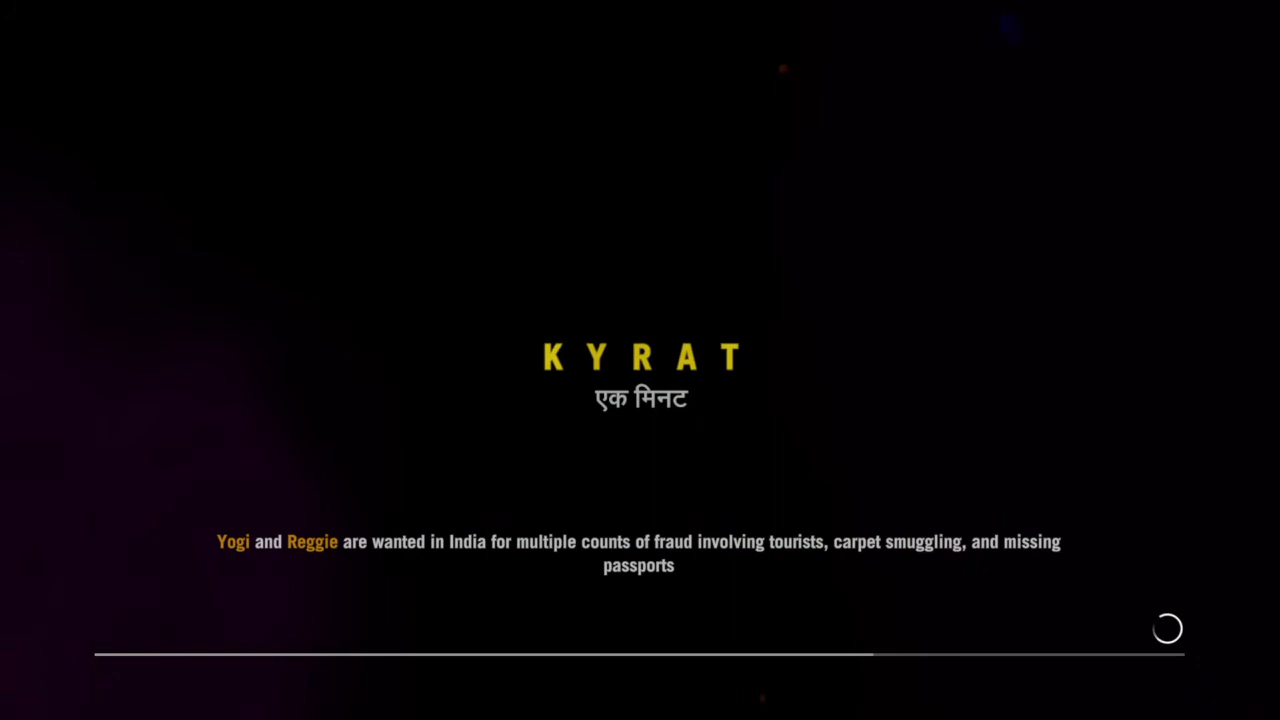 KYRAT
एक मिनट
Yogi and Reggie are wanted in India for multiple counts of fraud involving tourists, carpet smuggling, and missing
passports